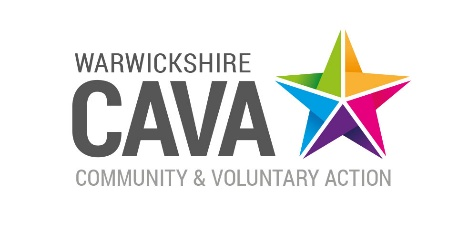 WARWICKSHIRE
CAVA
COMMUNITY & VOLUNTARY ACTION